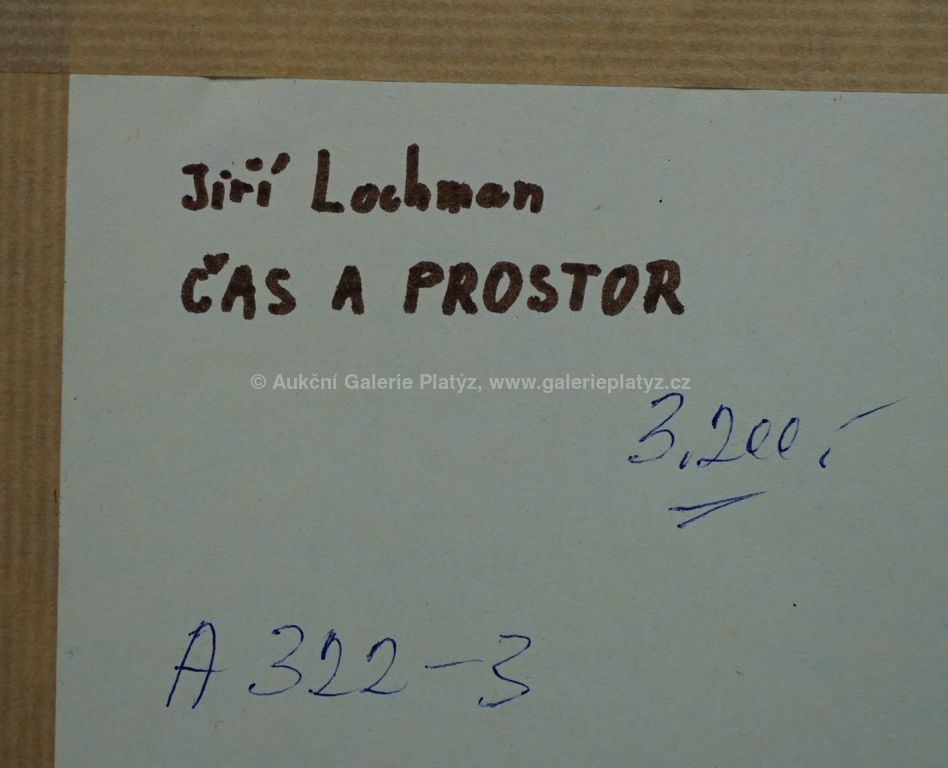 Jiří Lochman
ČAS A PROSTOR
© Aukční Galerie Platýz, www.galerieplatyz.cz
3.200,-
A 322-3